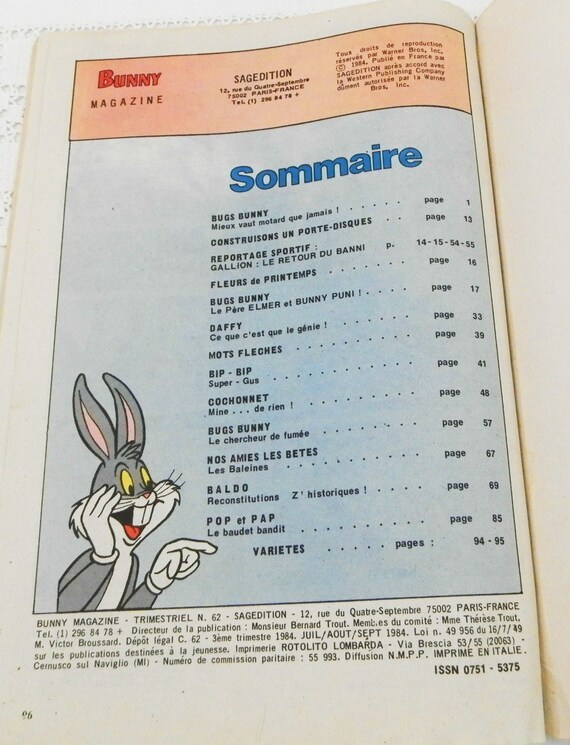 BUNNY
MAGAZINE
SAGEDITION
12, rue du Quatre-Septembre
75002 PARIS-FRANCE
Tel. (1) 296 84 78 +
Tous droits de reproduction
réservés par Warner Bros, Inc.
© 1984. Publié en France par
SAGEDITION après accord avec
la Western Publishing Company
dûment autorisée par la Warner
Bros, Inc.
Sommaire
BUGS BUNNY
Mieux vaut motard que jamais ! . . . . . page 1
CONSTRUISONS UN PORTE-DISQUES . . page 13
REPORTAGE SPORTIF :
GALLION : LE RETOUR DU BANNI p. 14-15-54-55
FLEURS de PRINTEMPS . . . . . . . page 16
BUGS BUNNY
Le Père ELMER et BUNNY PUNI ! . . . . page 17
DAFFY
Ce que c'est que le génie ! . . . . . . page 33
MOTS FLECHES . . . . . . . . . page 39
BIP - BIP
Super - Gus . . . . . . . . . . page 41
COCHONNET
Mine . . . de rien ! . . . . . . . . page 48
BUGS BUNNY
Le chercheur de fumée . . . . . . . page 57
NOS AMIES LES BETES
Les Baleines . . . . . . . . . . page 67
BALDO
Reconstitutions Z' historiques ! . . . . page 69
POP et PAP
Le baudet bandit . . . . . . . . page 85
VARIETES . . . . . pages : 94-95
BUNNY MAGAZINE - TRIMESTRIEL N. 62 - SAGEDITION - 12, rue du Quatre-Septembre 75002 PARIS-FRANCE
Tel. (1) 296 84 78 + Directeur de la publication : Monsieur Bernard Trout. Membres du comité : Mme Thérèse Trout,
M. Victor Broussard. Dépôt légal C. 62 - 3ème trimestre 1984. JUIL/AOUT/SEPT 1984. Loi n. 49 956 du 16/7/49
sur les publications destinées à la jeunesse. Imprimerie ROTOLITO LOMBARDA - Via Brescia 53/55 (20063) -
Cernusco sul Naviglio (MI) - Numéro de commission paritaire : 55 993. Diffusion N.M.P.P. IMPRIME EN ITALIE.
ISSN 0751 - 5375
96